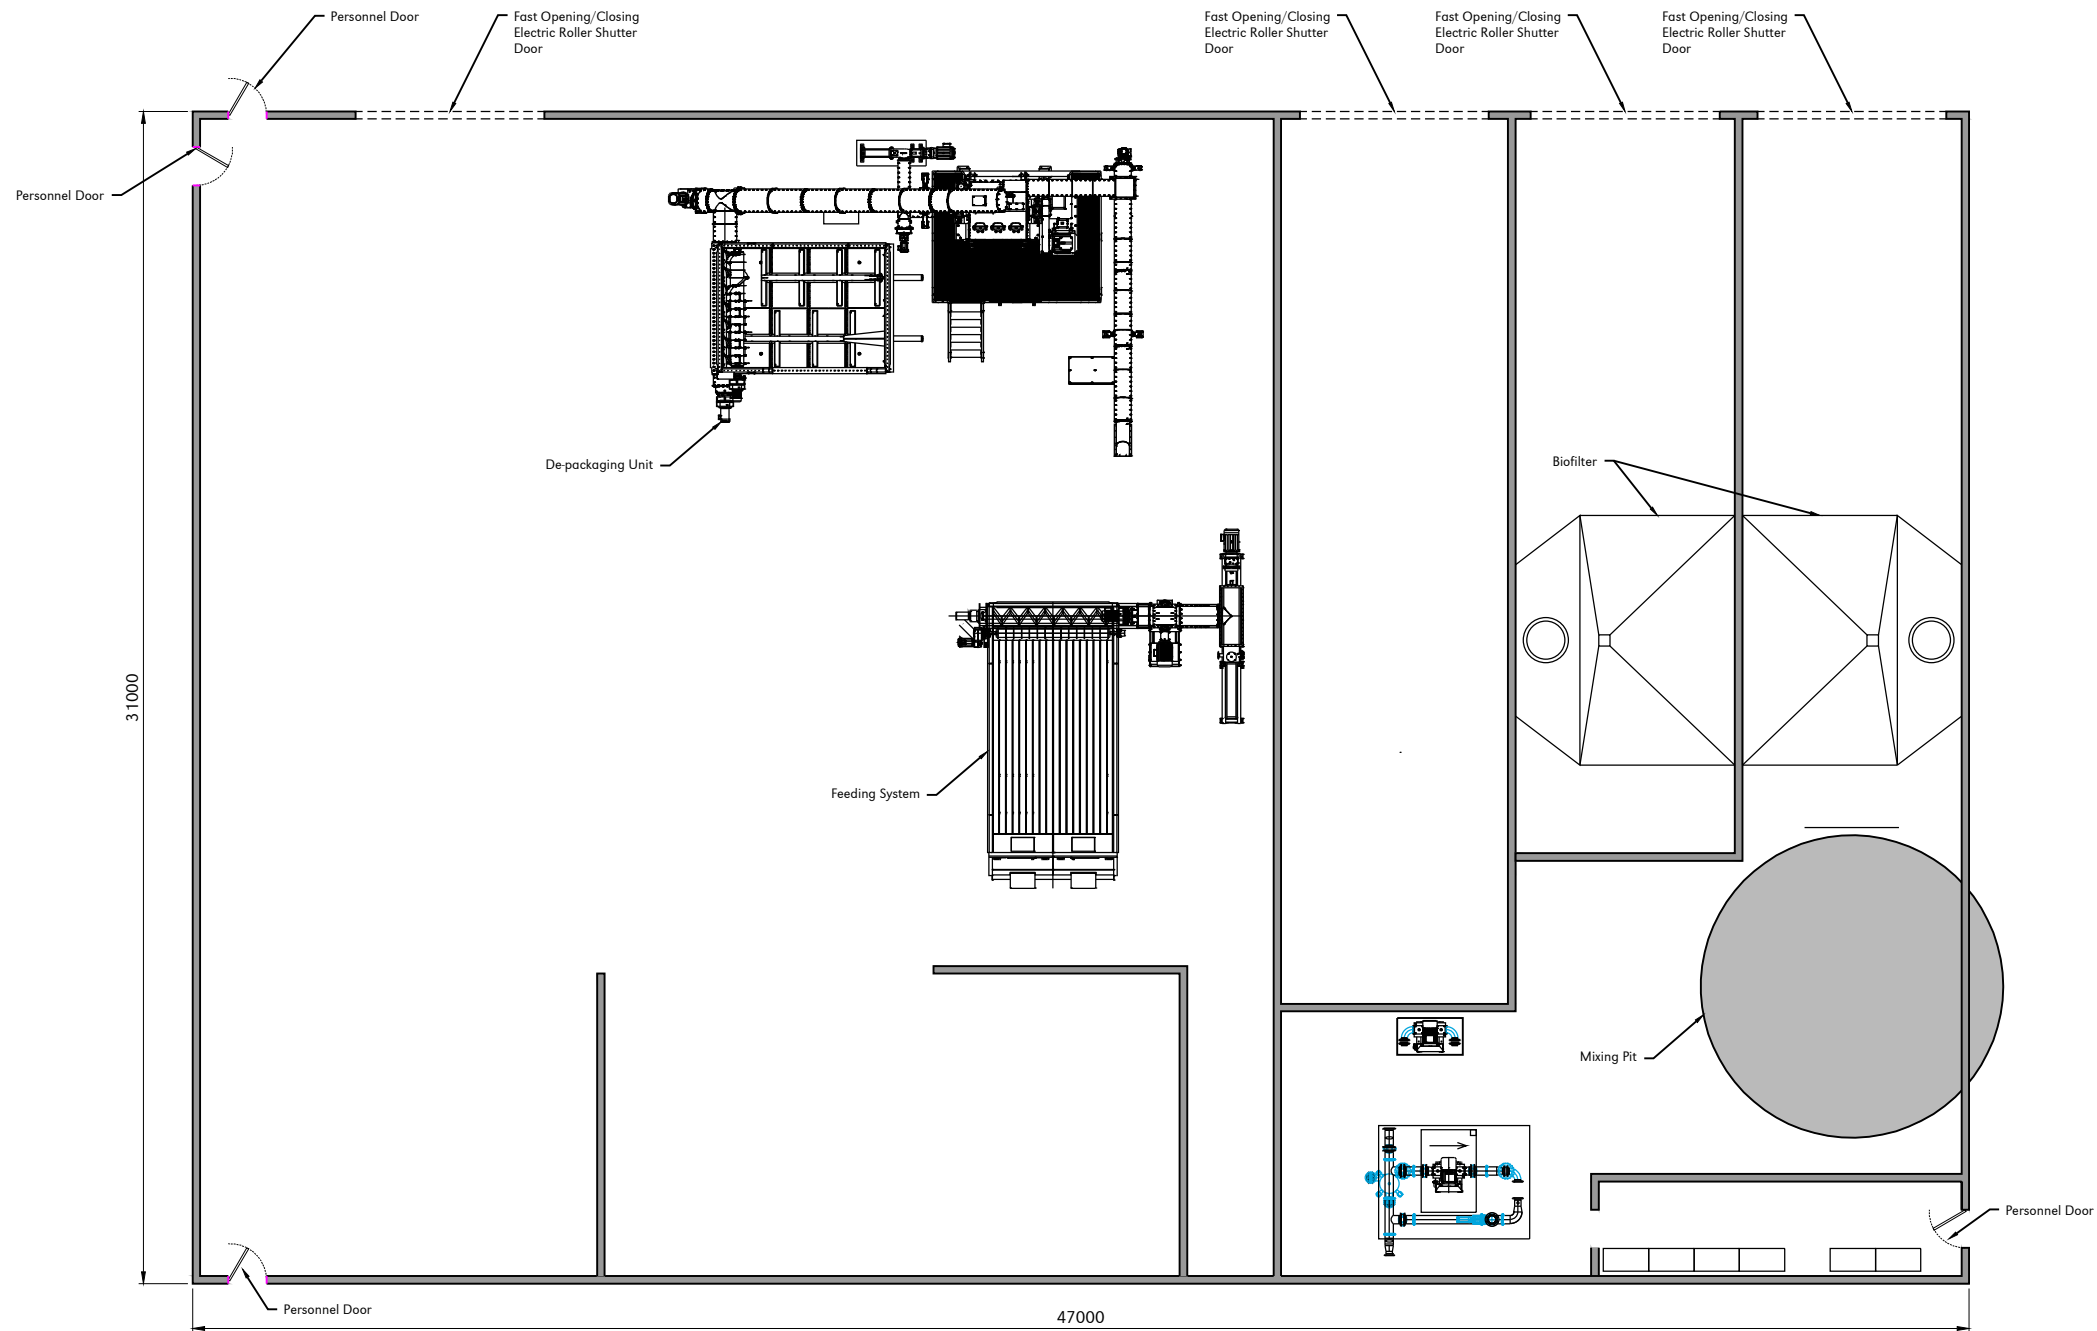 Personnel Door
Fast Opening/Closing
Electric Roller Shutter
Door
Fast Opening/Closing
Electric Roller Shutter
Door
Fast Opening/Closing
Electric Roller Shutter
Door
Fast Opening/Closing
Electric Roller Shutter
Door
Personnel Door
De-packaging Unit
Biofilter
31000
Feeding System
Mixing Pit
Personnel Door
Personnel Door
47000